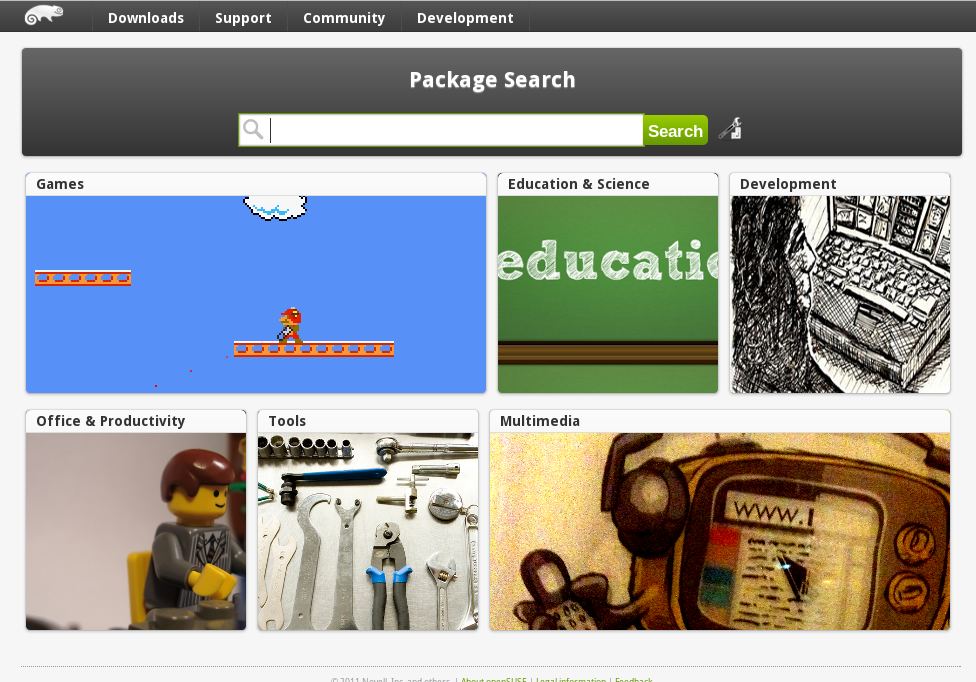 Downloads Support Community Development
Package Search
Search
Games
Education & Science
Development
educatio
Office & Productivity
Tools
Multimedia
www.
© 2011 Novell, Inc. and others. | About openSUSE | Legal information | Feedback